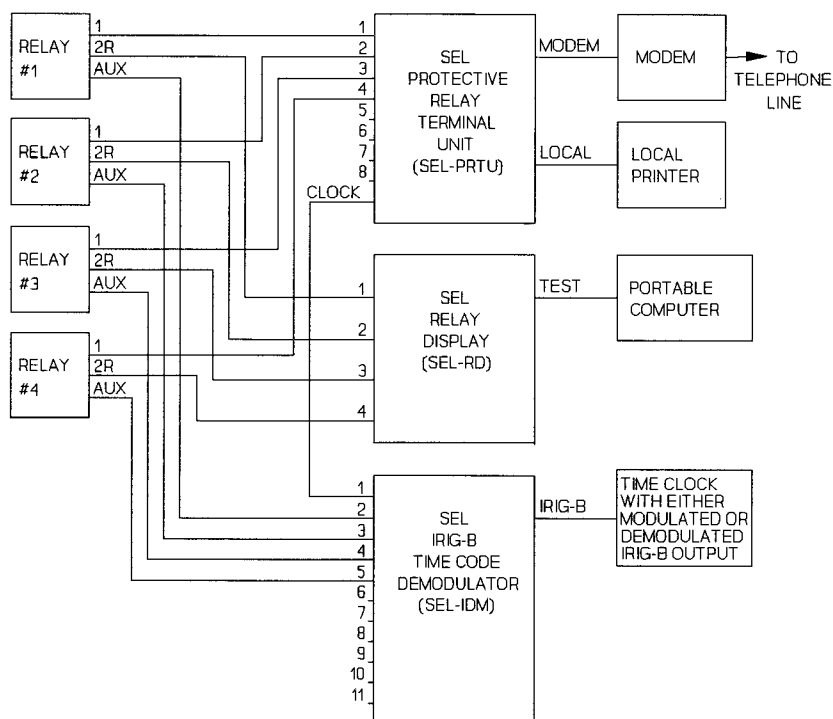 RELAY
#1
1
2R
AUX
RELAY
#2
1
2R
AUX
RELAY
#3
1
2R
AUX
RELAY
#4
1
2R
AUX
1
2
3
4
5
6
7
8
CLOCK
SEL
PROTECTIVE
RELAY
TERMINAL
UNIT
(SEL-PRTU)
MODEM
MODEM
TO
TELEPHONE
LINE
LOCAL
LOCAL
PRINTER
1
2
3
4
SEL
RELAY
DISPLAY
(SEL-RD)
TEST
PORTABLE
COMPUTER
1
2
3
4
5
6
7
8
9
10
11
SEL
IRIG-B
TIME CODE
DEMODULATOR
(SEL-IDM)
IRIG-B
TIME CLOCK
WITH EITHER
MODULATED OR
DEMODULATED
IRIG-B OUTPUT